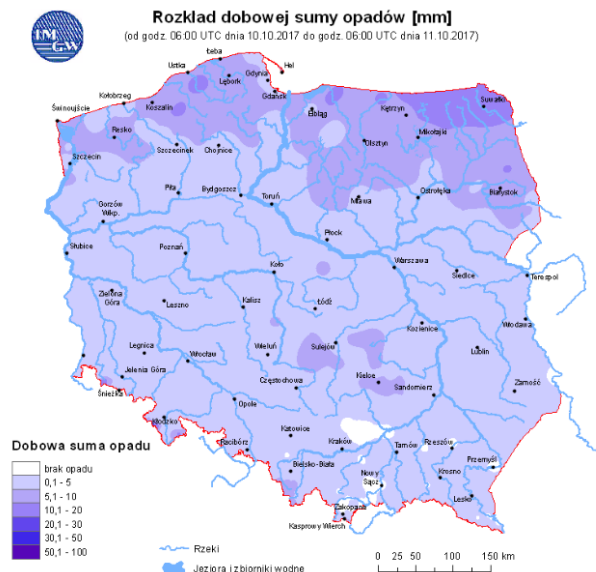 IM
GW
Rozkład dobowej sumy opadów [mm]
(od godz. 06:00 UTC dnia 10.10.2017 do godz. 06:00 UTC dnia 11.10.2017)
Łeba
Ustka
Hel
Lębork
Gdynia
Kołobrzeg
Koszalin
Gdańsk
Świnoujście
Elbląg
Kętrzyn
Suwałki
Resko
Mikołajki
Olsztyn
Szczecinek
Chojnice
Szczecin
Piła
Bydgoszcz
Toruń
Mława
Ostrołęka
Białystok
Gorzów
Wlkp.
Płock
Słubice
Poznań
Koło
Warszawa
Siedlce
Terespol
Zielona
Góra
Leszno
Kalisz
Łódź
Włodawa
Kozienice
Legnica
Wrocław
Wieluń
Sulejów
Lublin
Jelenia Góra
Kielce
Śnieżka
Częstochowa
Sandomierz
Zamość
Opole
Kłodzko
Katowice
Racibórz
Kraków
Tarnów
Rzeszów
Przemyśl
Bielsko-Biała
Nowy
Sącz
Krosno
Lesko
Zakopane
Kasprowy Wierch
Dobowa suma opadu
brak opadu
0,1 - 5
5,1 - 10
10,1 - 20
20,1 - 30
30,1 - 50
50,1 - 100
Rzeki
Jeziora i zbiorniki wodne
0 25 50 100 150 km